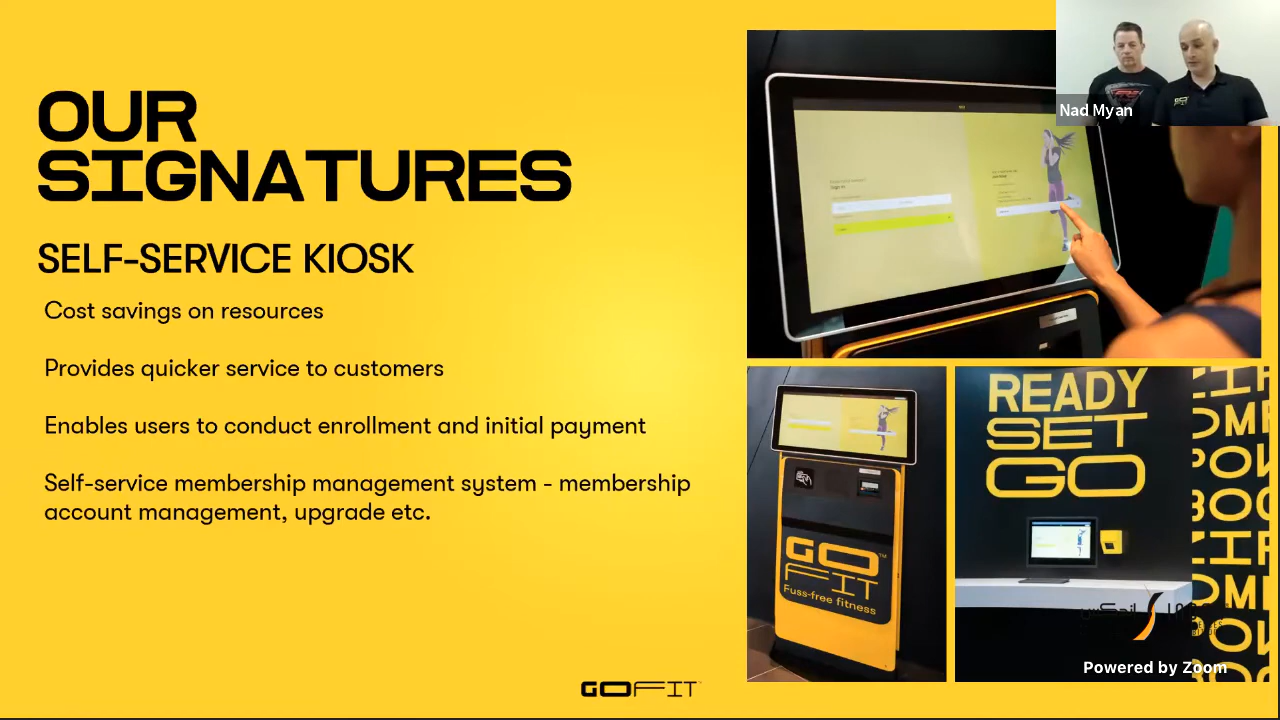 OUR
SIGNATURES
SELF-SERVICE KIOSK
Cost savings on resources
Provides quicker service to customers
Enables users to conduct enrollment and initial payment
Self-service membership management system - membership
account management, upgrade etc.
Nad Myan
GO
FIT™
Fuss-free fitness
READY
SET
GO
Powered by Zoom
GOFIT